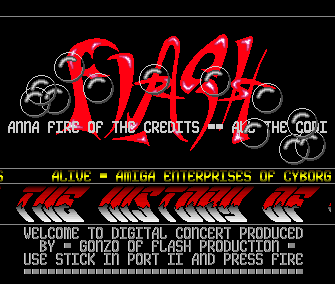 FLASH
ANNA FIRE OF THE CREDITS -- ALL THE CODI
S ALIVE - AMIGA ENTERPRISES OF CYBORG
THE HISTORY OF
WELCOME TO DIGITAL CONCERT PRODUCED
BY - GONZO OF FLASH PRODUCTION -
USE STICK IN PORT II AND PRESS FIRE